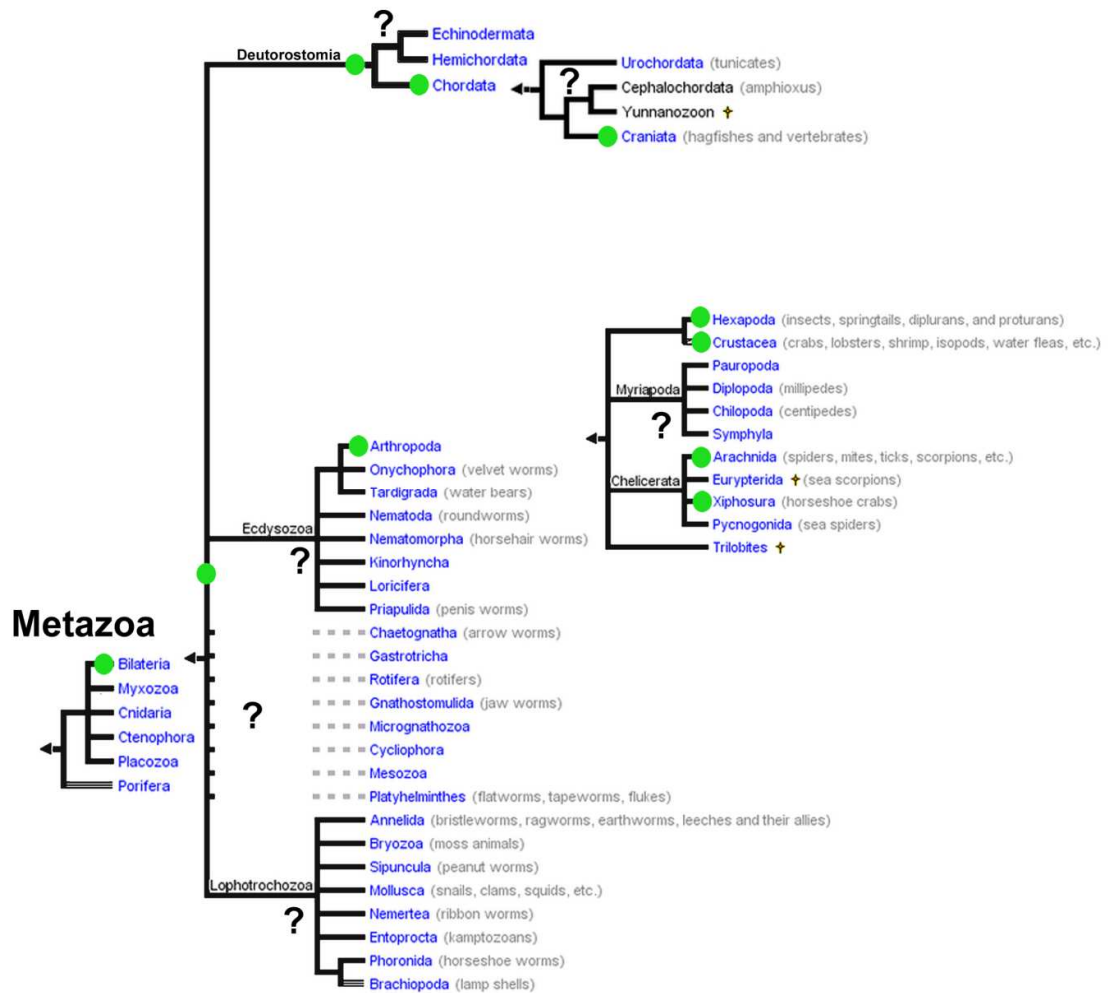 ?
Echinodermata
Deutorostomia
Hemichordata
Chordata
Urochordata (tunicates)
?
Cephalochordata (amphioxus)
Yunnanozoon †
Craniata (hagfishes and vertebrates)
Hexapoda (insects, springtails, diplurans, and proturans)
Crustacea (crabs, lobsters, shrimp, isopods, water fleas, etc.)
Pauropoda
Myriapoda
Diplopoda (millipedes)
Chilopoda (centipedes)
?
Symphyla
Arachnida (spiders, mites, ticks, scorpions, etc.)
Chelicerata
Eurypterida † (sea scorpions)
Xiphosura (horseshoe crabs)
Pycnogonida (sea spiders)
Trilobites †
Arthropoda
Onychophora (velvet worms)
Tardigrada (water bears)
Nematoda (roundworms)
Ecdysozoa
Nematomorpha (horsehair worms)
?
Kinorhyncha
Loricifera
Priapulida (penis worms)
Metazoa
Bilateria
Myxozoa
Cnidaria
Ctenophora
Placozoa
Porifera
Chaetognatha (arrow worms)
Gastrotricha
Rotifera (rotifers)
Gnathostomulida (jaw worms)
?
Micrognathozoa
Cycliophora
Mesozoa
Platyhelminthes (flatworms, tapeworms, flukes)
Annelida (bristleworms, ragworms, earthworms, leeches and their allies)
Bryozoa (moss animals)
Sipuncula (peanut worms)
Lophotrochozoa
Mollusca (snails, clams, squids, etc.)
?
Nemertea (ribbon worms)
Entoprocta (kamptozoans)
Phoronida (horseshoe worms)
Brachiopoda (lamp shells)